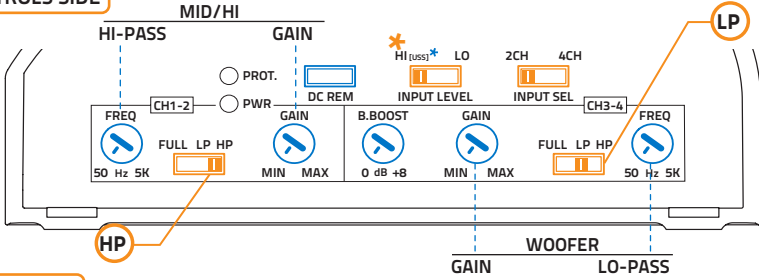 MID/HI
HI-PASS GAIN
LP
HI [USS]* LO 2CH 4CH
PROT.
DC REM INPUT LEVEL INPUT SEL
PWR
CH1-2 CH3-4
FREQ GAIN B.BOOST GAIN FREQ
FULL LP HP FULL LP HP
50 Hz 5K MIN MAX 0 dB +8 MIN MAX 50 Hz 5K
HP
WOOFER
GAIN LO-PASS